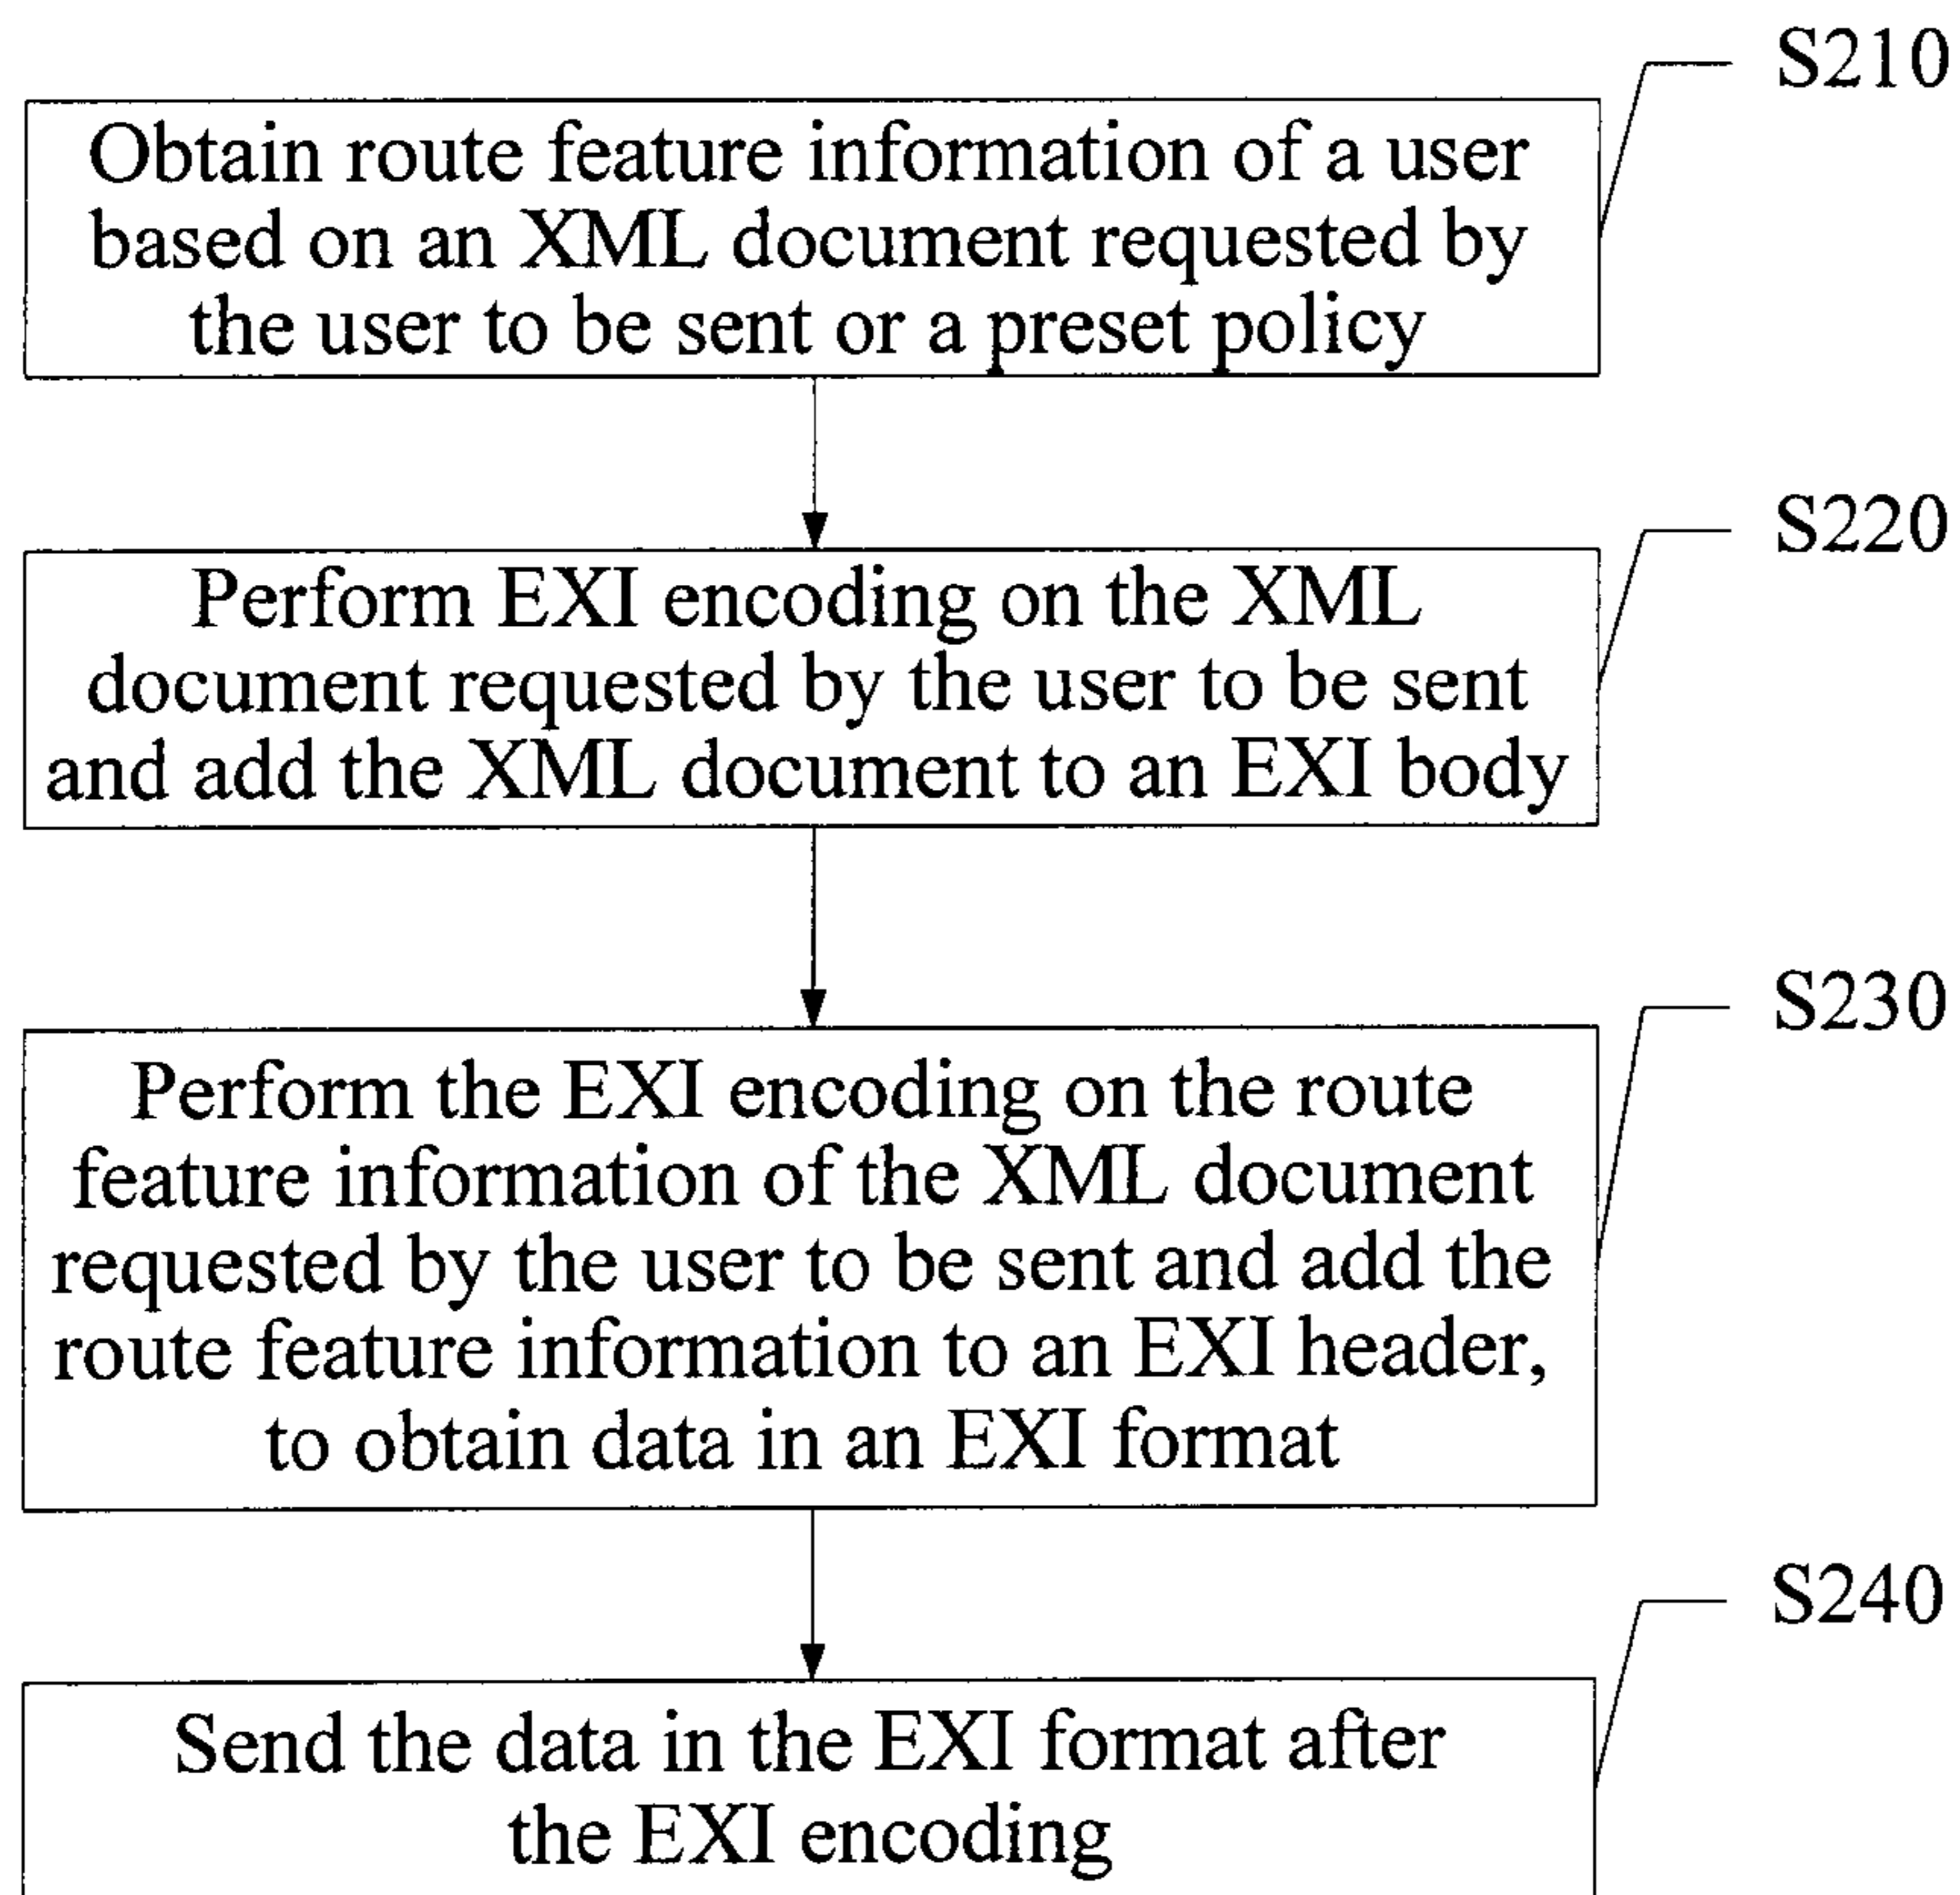 S210
Obtain route feature information of a user
based on an XML document requested by
the user to be sent or a preset policy
S220
Perform EXI encoding on the XML
document requested by the user to be sent
and add the XML document to an EXI body
S230
Perform the EXI encoding on the route
feature information of the XML document
requested by the user to be sent and add the
route feature information to an EXI header,
to obtain data in an EXI format
S240
Send the data in the EXI format after
the EXI encoding